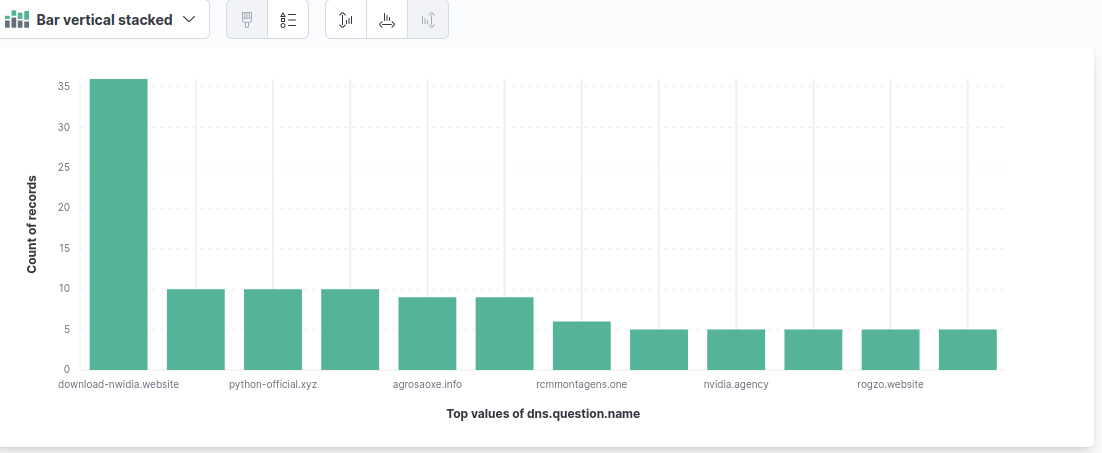 Bar vertical stacked
Count of records
35
30
25
20
15
10
5
0
download-nwidia.website python-official.xyz agrosaoxe.info rcmmontagens.one nvidia.agency rogzo.website
Top values of dns.question.name